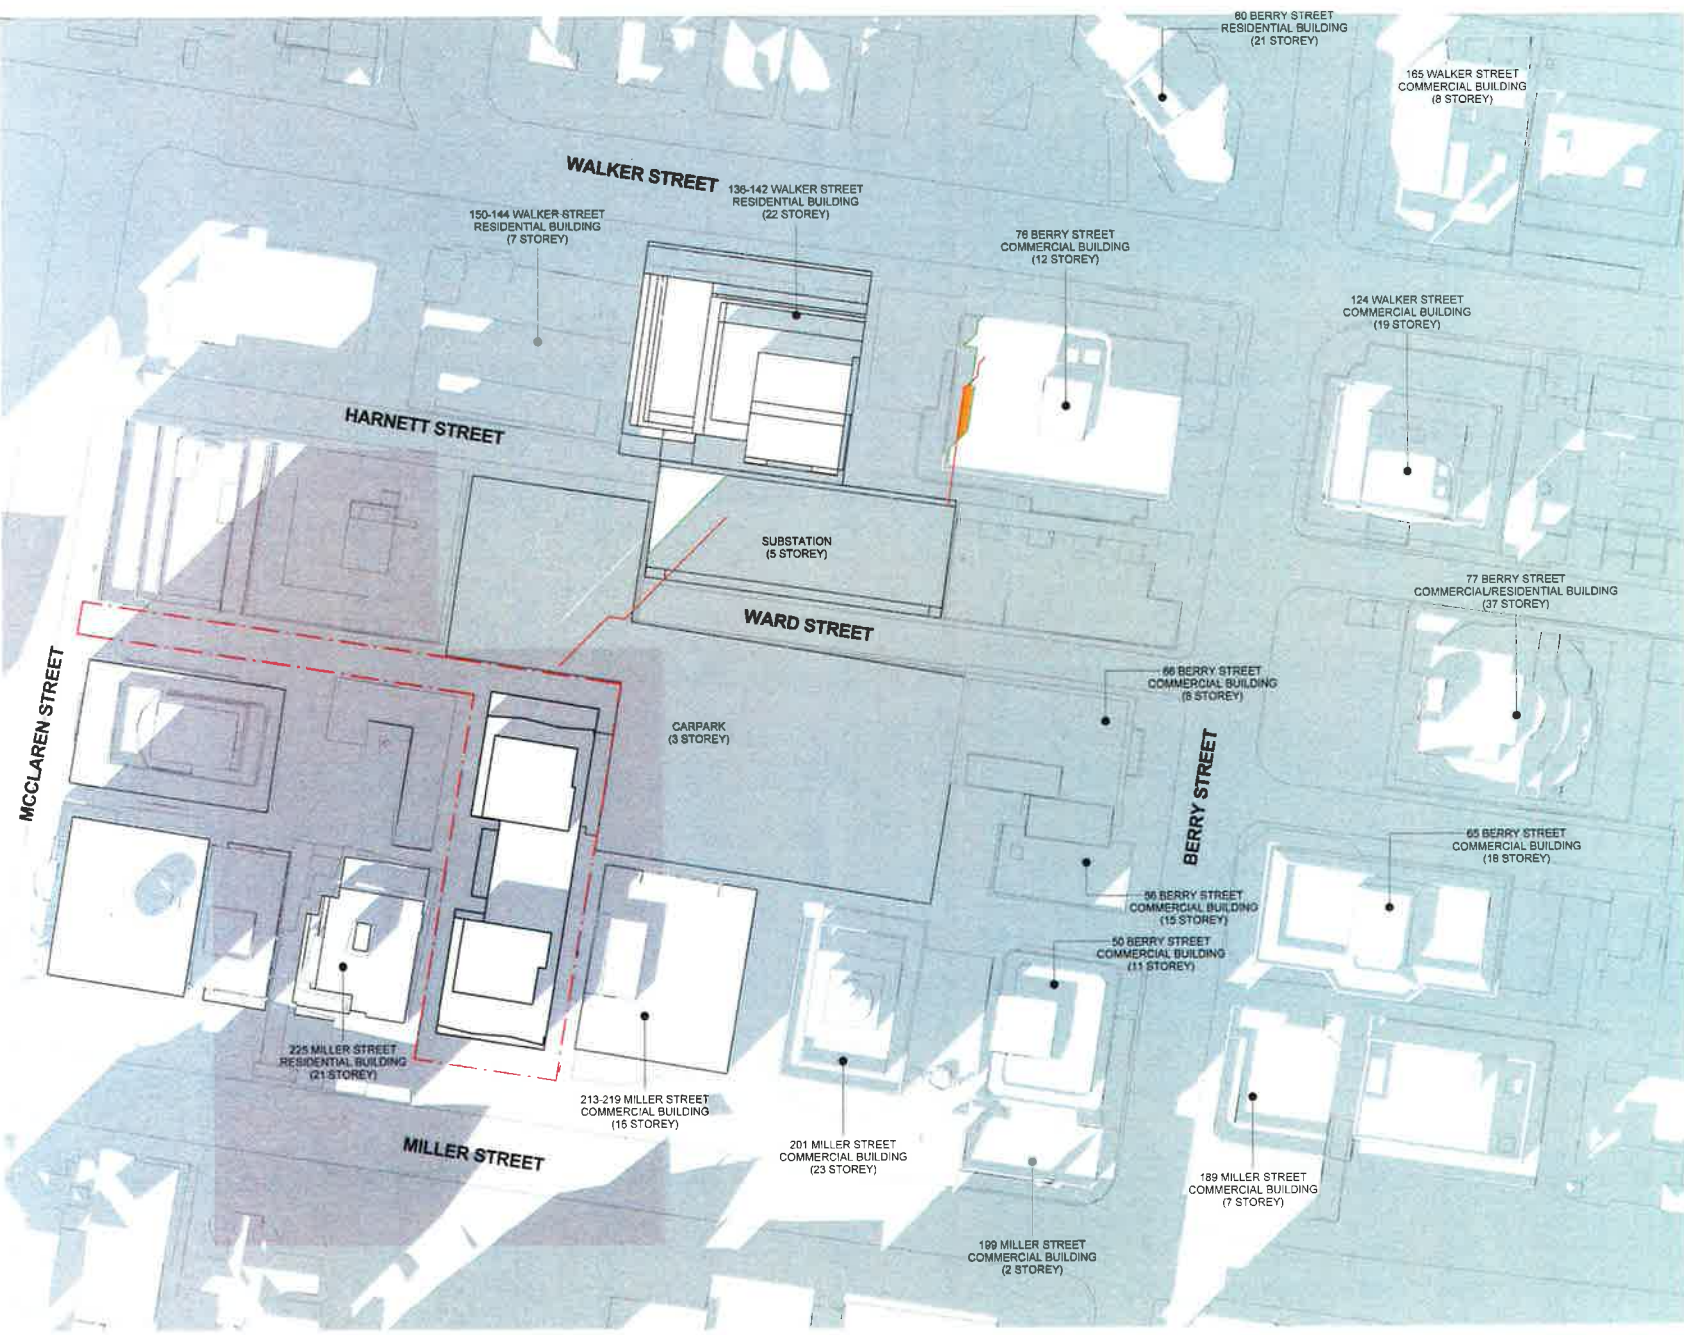 60 BERRY STREET
RESIDENTIAL BUILDING
(21 STOREY)
165 WALKER STREET
COMMERCIAL BUILDING
(8 STOREY)
WALKER STREET
136-142 WALKER STREET
RESIDENTIAL BUILDING
(22 STOREY)
150-144 WALKER STREET
RESIDENTIAL BUILDING
(7 STOREY)
76 BERRY STREET
COMMERCIAL BUILDING
(12 STOREY)
124 WALKER STREET
COMMERCIAL BUILDING
(19 STOREY)
HARNETT STREET
SUBSTATION
(5 STOREY)
77 BERRY STREET
COMMERCIAL/RESIDENTIAL BUILDING
(37 STOREY)
WARD STREET
66 BERRY STREET
COMMERCIAL BUILDING
(8 STOREY)
MCCLAREN STREET
CARPARK
(3 STOREY)
BERRY STREET
65 BERRY STREET
COMMERCIAL BUILDING
(18 STOREY)
56 BERRY STREET
COMMERCIAL BUILDING
(15 STOREY)
50 BERRY STREET
COMMERCIAL BUILDING
(11 STOREY)
225 MILLER STREET
RESIDENTIAL BUILDING
(21 STOREY)
213-219 MILLER STREET
COMMERCIAL BUILDING
(16 STOREY)
MILLER STREET
201 MILLER STREET
COMMERCIAL BUILDING
(23 STOREY)
189 MILLER STREET
COMMERCIAL BUILDING
(7 STOREY)
199 MILLER STREET
COMMERCIAL BUILDING
(2 STOREY)